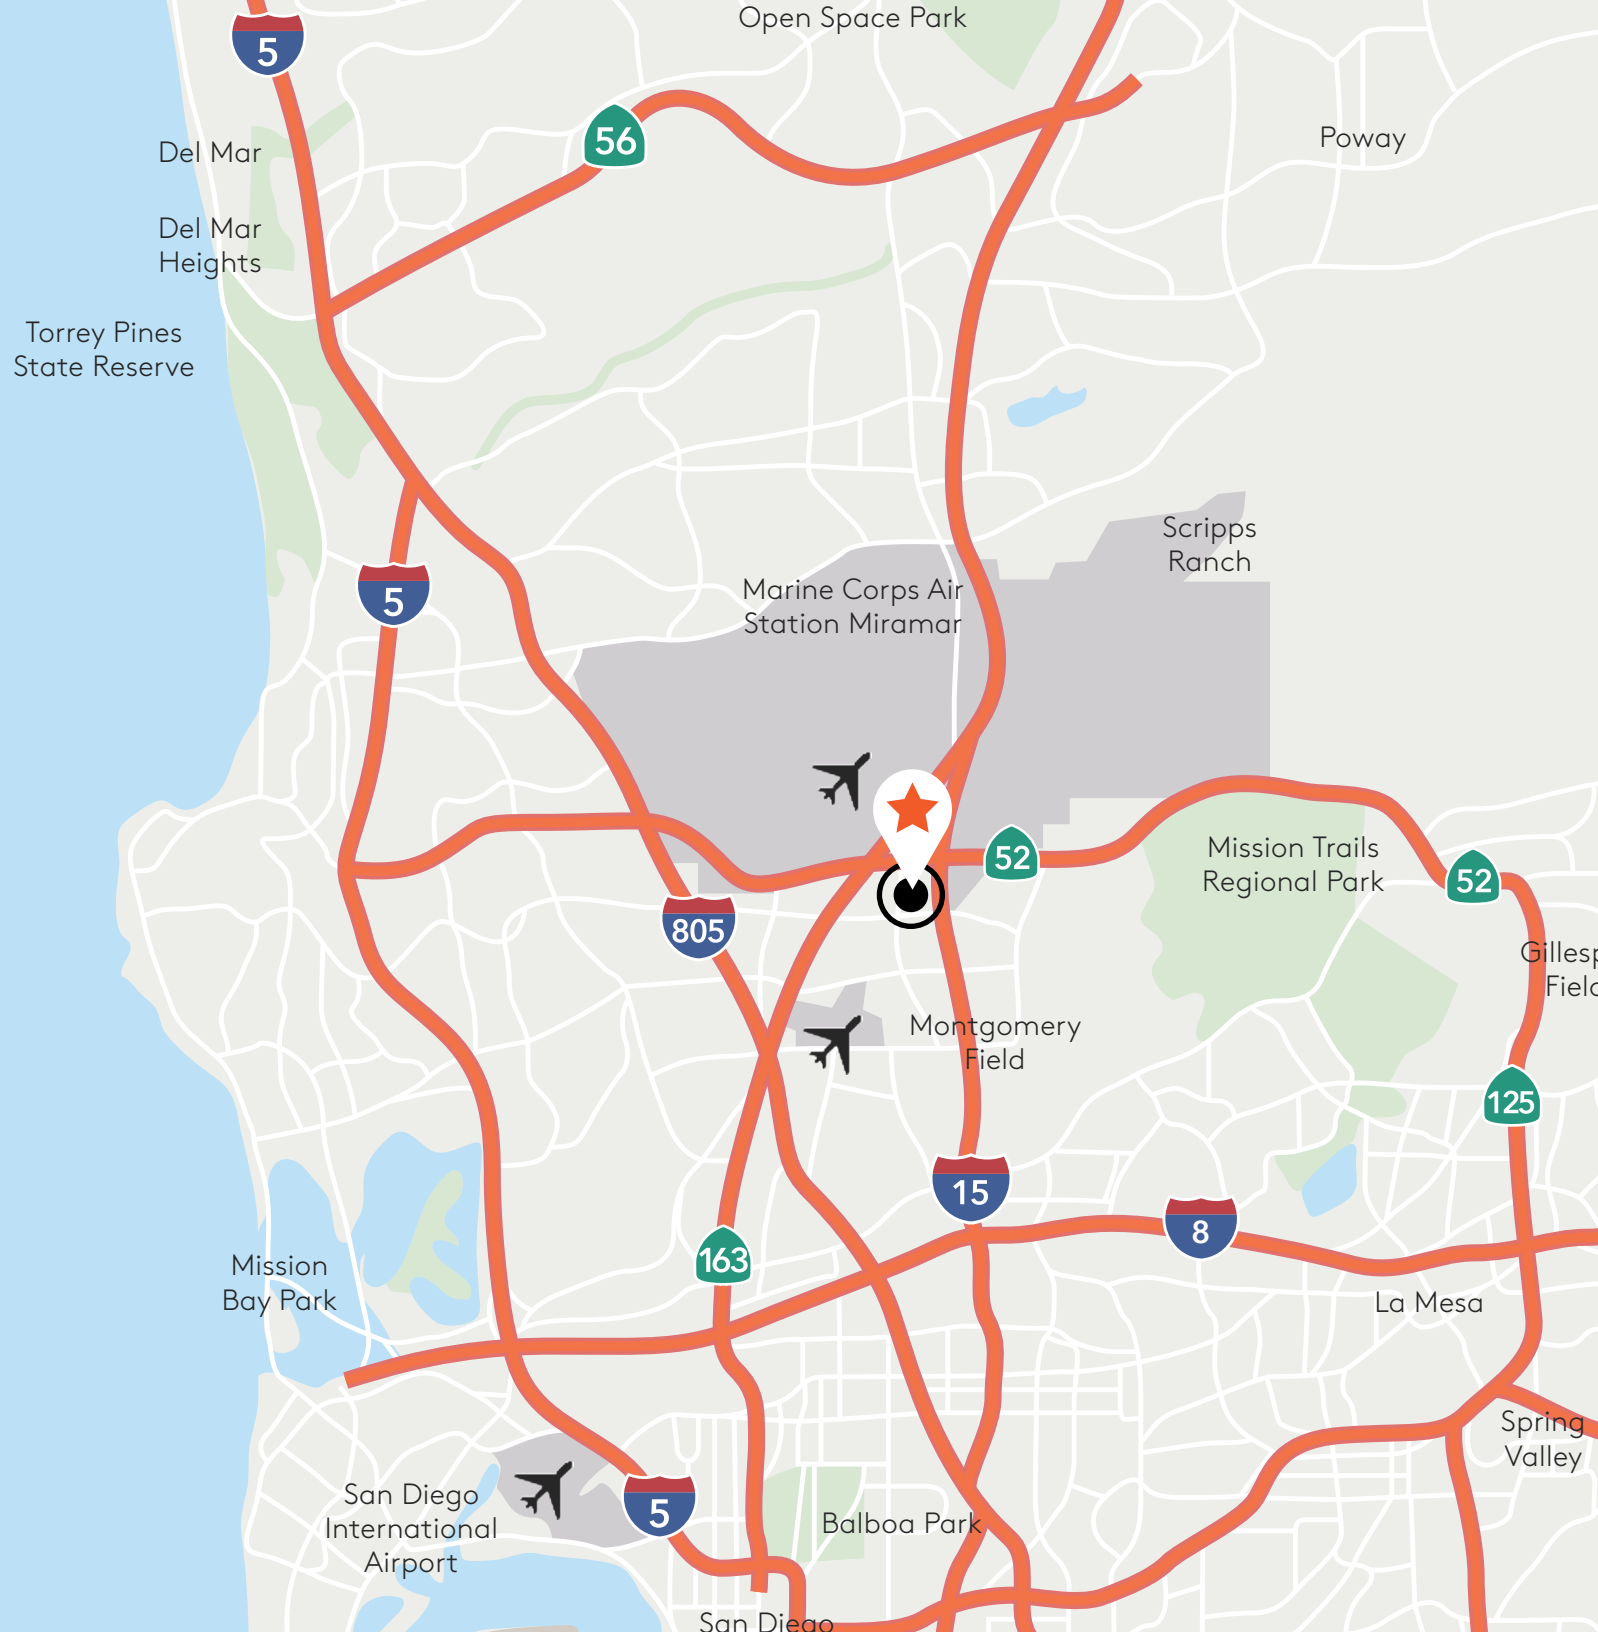 Open Space Park
5
56
Poway
Del Mar
Del Mar
Heights
Torrey Pines
State Reserve
Scripps
Ranch
5
Marine Corps Air
Station Miramar
52
Mission Trails
Regional Park
52
805
Gillesp
Field
Montgomery
Field
125
15
8
163
Mission
Bay Park
La Mesa
Spring
Valley
San Diego
International
Airport
5
Balboa Park
San Diego